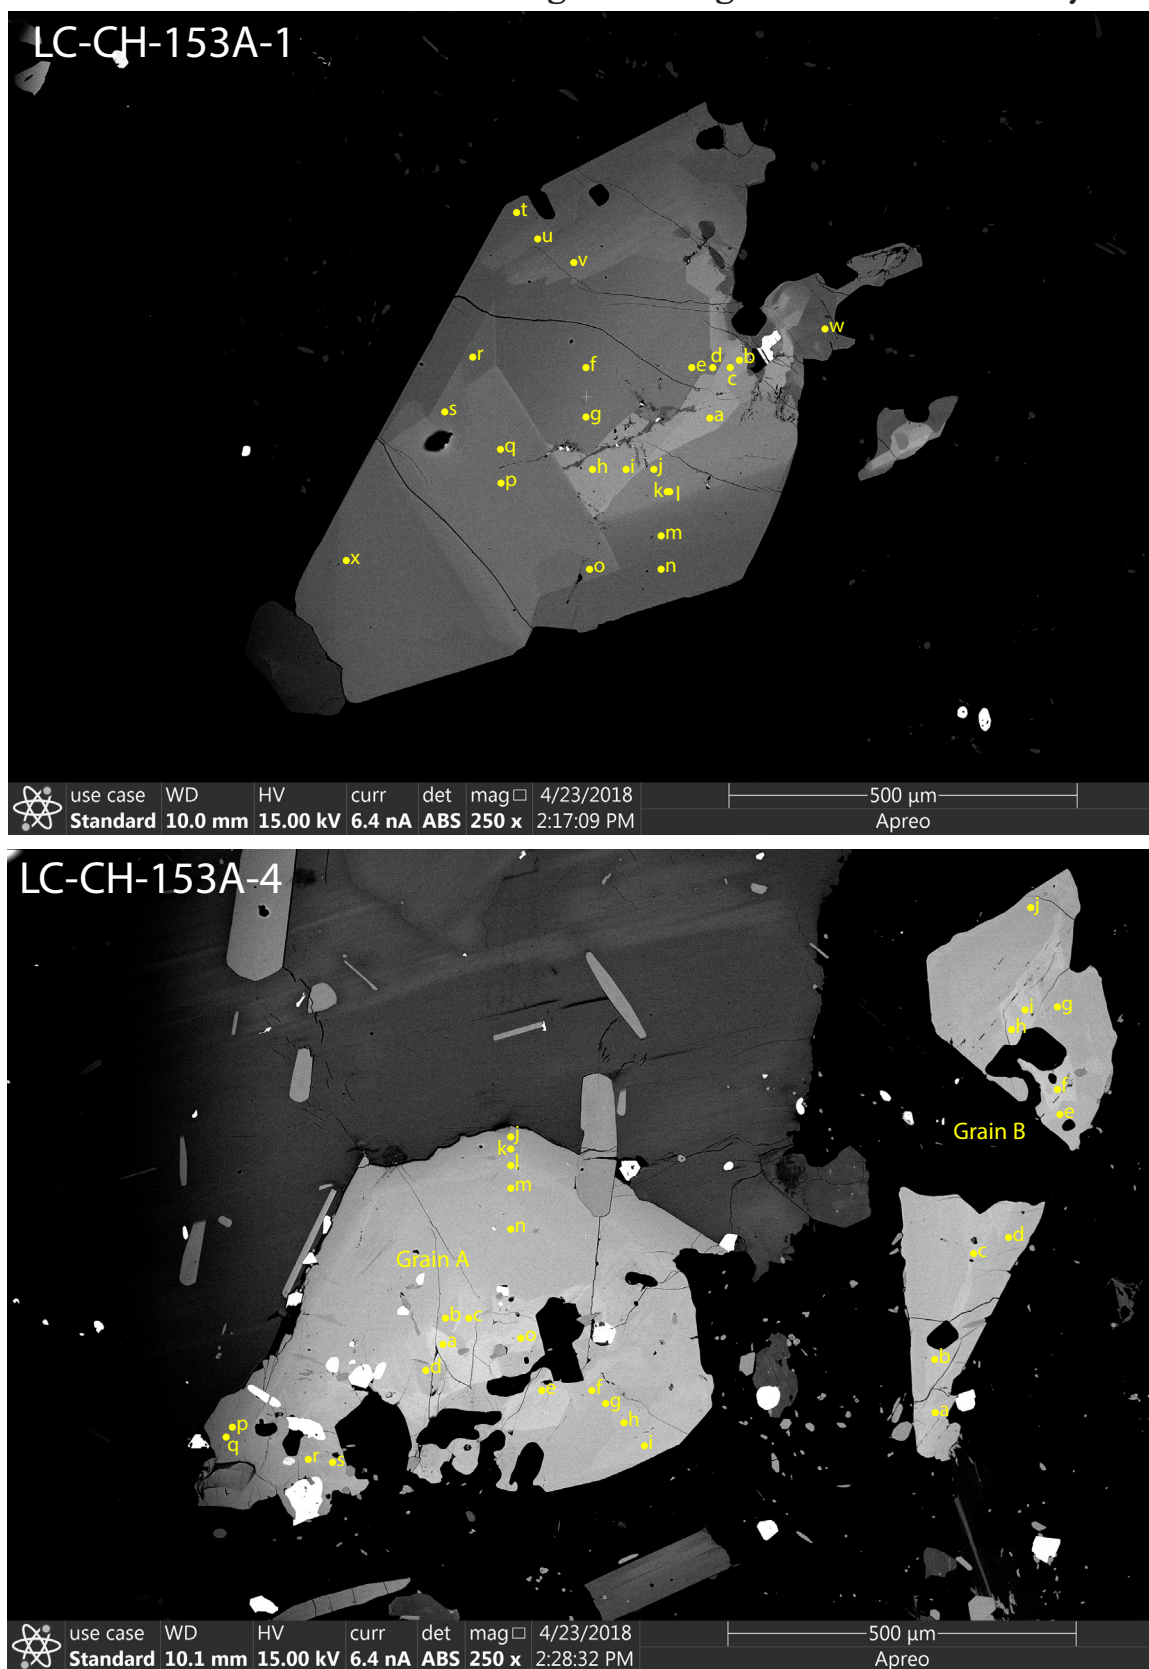 LC-CH-153A-1
t
u
v
w
r
f
e d b
c
s
g
a
q
h i j
p
k l
m
x
o
n
use case WD HV curr det mag □ 4/23/2018 500 µm
Standard 10.0 mm 15.00 kV 6.4 nA ABS 250 x 2:17:09 PM Apreo
LC-CH-153A-4
j
i g
h
f
e
Grain B
j
k
l
m
n
d
c
Grain A
b c
a
o
d
b
e f
g
a
h
p
q
i
r s
use case WD HV curr det mag □ 4/23/2018 500 µm
Standard 10.1 mm 15.00 kV 6.4 nA ABS 250 x 2:28:32 PM Apreo